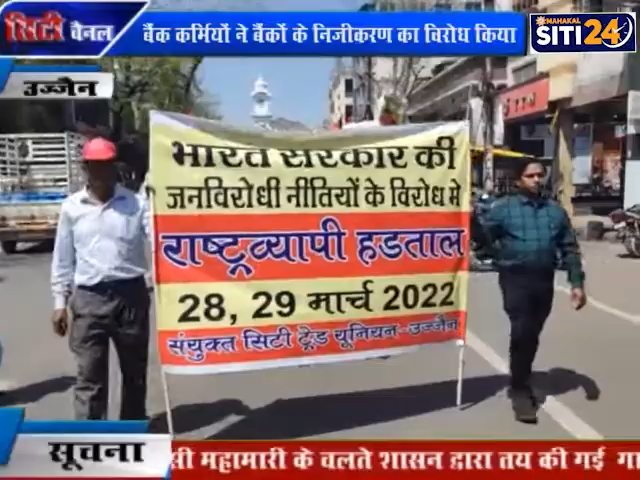 सिटी चैनल
बैंक कर्मियों ने बैंकों के निजीकरण का विरोध किया
MAHAKAL
SITI24
उज्जैन
भारत सरकार की
जनविरोधी नीतियों के विरोध मे
राष्ट्रव्यापी हडताल
28, 29 मार्च 2022
संयुक्त सिटी ट्रेड यूनियन-उज्जैन
सूचना
सी महामारी के चलते शासन द्वारा तय की गई